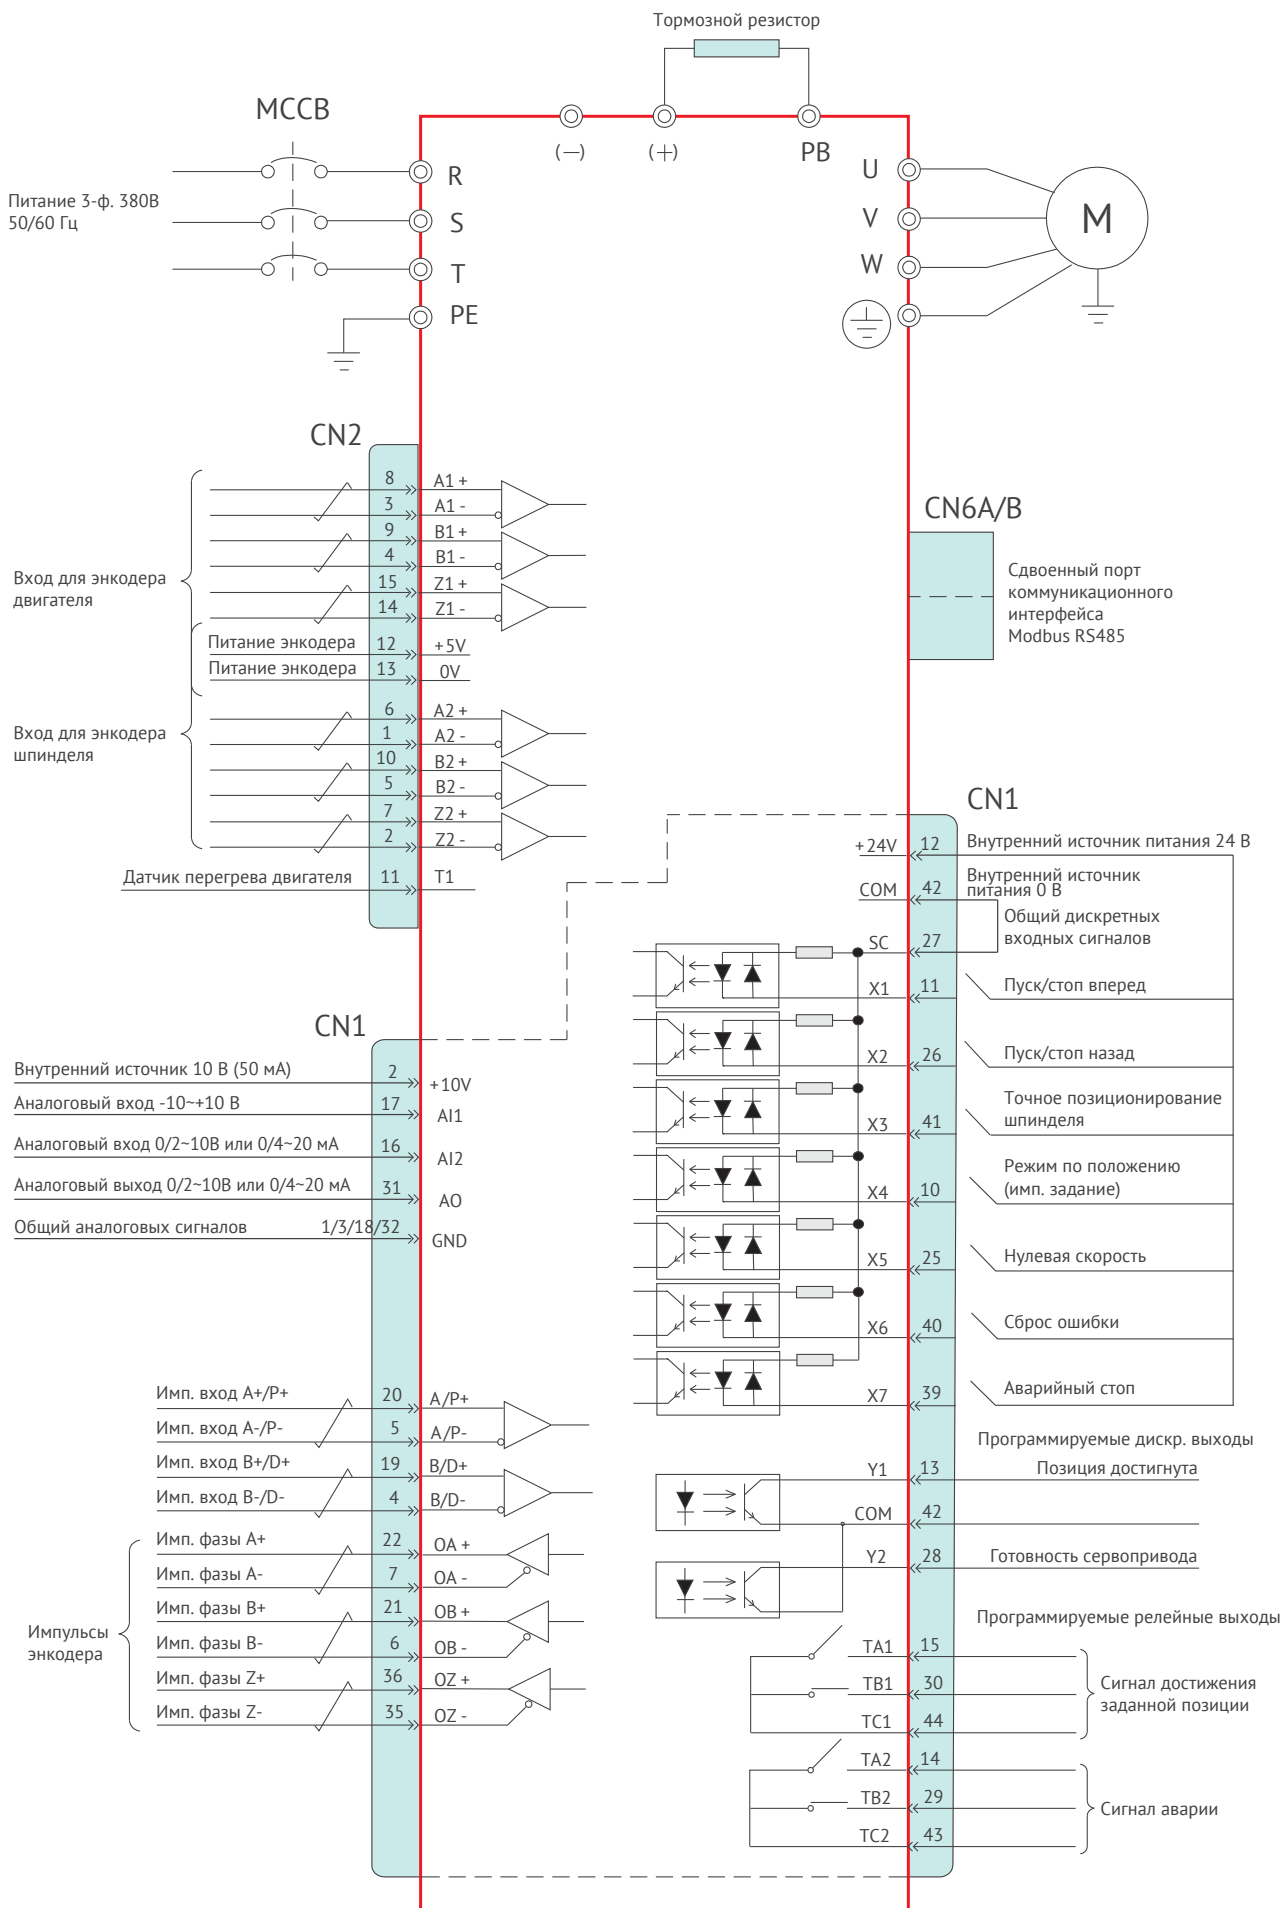 Тормозной резистор
MCCB
(—)
(+)
PB
R
S
T
PE
Питание 3-ф. 380В
50/60 Гц
U
V
W
M
CN2
8 A1 +
3 A1 -
9 B1 +
4 B1 -
15 Z1 +
14 Z1 -
Вход для энкодера
двигателя
Питание энкодера 12 +5V
Питание энкодера 13 0V
6 A2 +
1 A2 -
10 B2 +
5 B2 -
7 Z2 +
2 Z2 -
Вход для энкодера
шпинделя
Датчик перегрева двигателя 11 T1
CN6A/B
Сдвоенный порт
коммуникационного
интерфейса
Modbus RS485
CN1
+24V 12 Внутренний источник питания 24 В
COM 42 Внутренний источник
питания 0 В
SC 27 Общий дискретных
входных сигналов
X1 11 Пуск/стоп вперед
X2 26 Пуск/стоп назад
X3 41 Точное позиционирование
шпинделя
X4 10 Режим по положению
(имп. задание)
X5 25 Нулевая скорость
X6 40 Сброс ошибки
X7 39 Аварийный стоп
Программируемые дискр. выходы
Y1 13 Позиция достигнута
COM 42
Y2 28 Готовность сервопривода
Программируемые релейные выходы
TA1 15
TB1 30
TC1 44
Сигнал достижения
заданной позиции
TA2 14
TB2 29
TC2 43
Сигнал аварии
CN1
Внутренний источник 10 В (50 мА) 2 +10V
Аналоговый вход -10~+10 В 17 AI1
Аналоговый вход 0/2~10В или 0/4~20 мА 16 AI2
Аналоговый выход 0/2~10В или 0/4~20 мА 31 AO
Общий аналоговых сигналов 1/3/18/32 GND
Имп. вход A+/P+ 20 A/P+
Имп. вход A-/P- 5 A/P-
Имп. вход B+/D+ 19 B/D+
Имп. вход B-/D- 4 B/D-
Имп. фазы A+ 22 OA +
Имп. фазы A- 7 OA -
Имп. фазы B+ 21 OB +
Имп. фазы B- 6 OB -
Имп. фазы Z+ 36 OZ +
Имп. фазы Z- 35 OZ -
Импульсы
энкодера